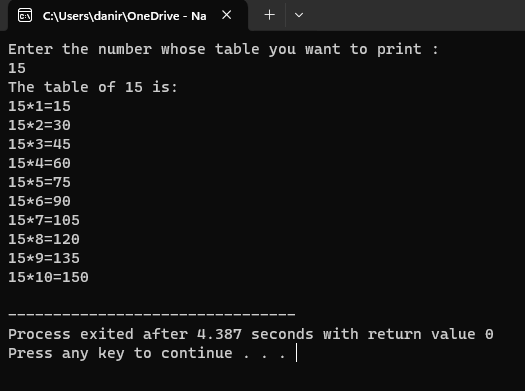 C:\Users\danir\OneDrive - Na
Enter the number whose table you want to print :
15
The table of 15 is:
15*1=15
15*2=30
15*3=45
15*4=60
15*5=75
15*6=90
15*7=105
15*8=120
15*9=135
15*10=150
--------------------------------
Process exited after 4.387 seconds with return value 0
Press any key to continue . . .